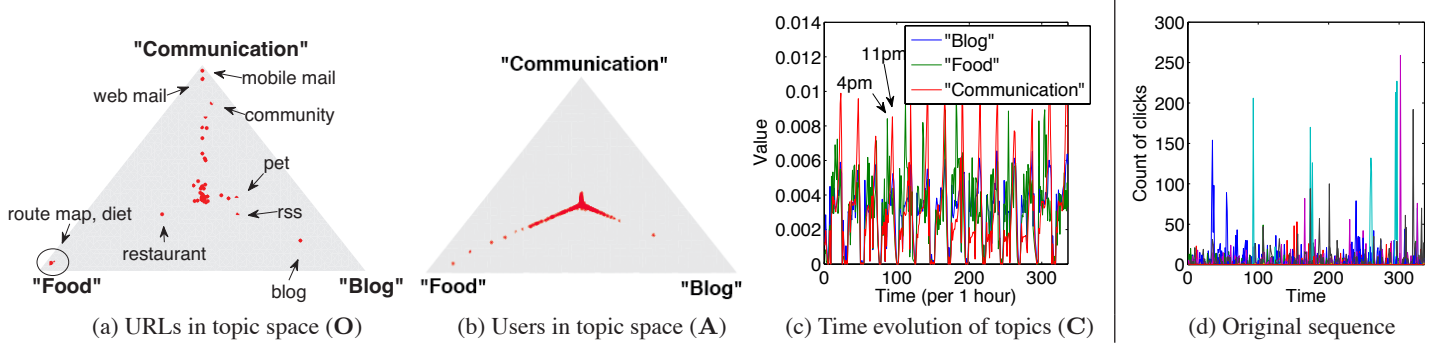 "Communication"
mobile mail
web mail
community
pet
route map, diet
rss
restaurant
blog
"Food"
"Blog"
(a) URLs in topic space (O)
"Communication"
"Food"
"Blog"
(b) Users in topic space (A)
0.014
0.012
0.01
0.008
0.006
0.004
0.002
0
Value
"Blog"
"Food"
"Communication"
11pm
4pm
0
100
200
300
Time (per 1 hour)
(c) Time evolution of topics (C)
300
250
200
150
100
50
0
Count of clicks
100
200
300
Time
(d) Original sequence